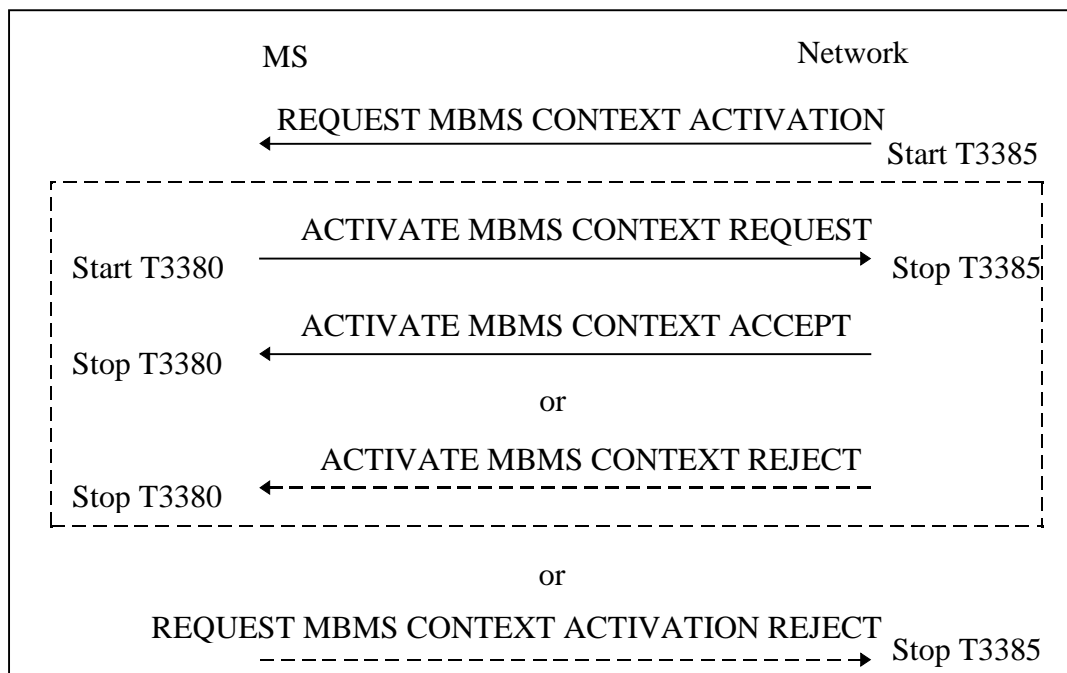 MS
Network
REQUEST MBMS CONTEXT ACTIVATION
Start T3385
ACTIVATE MBMS CONTEXT REQUEST
Start T3380
Stop T3385
ACTIVATE MBMS CONTEXT ACCEPT
Stop T3380
or
ACTIVATE MBMS CONTEXT REJECT
Stop T3380
or
REQUEST MBMS CONTEXT ACTIVATION REJECT
Stop T3385